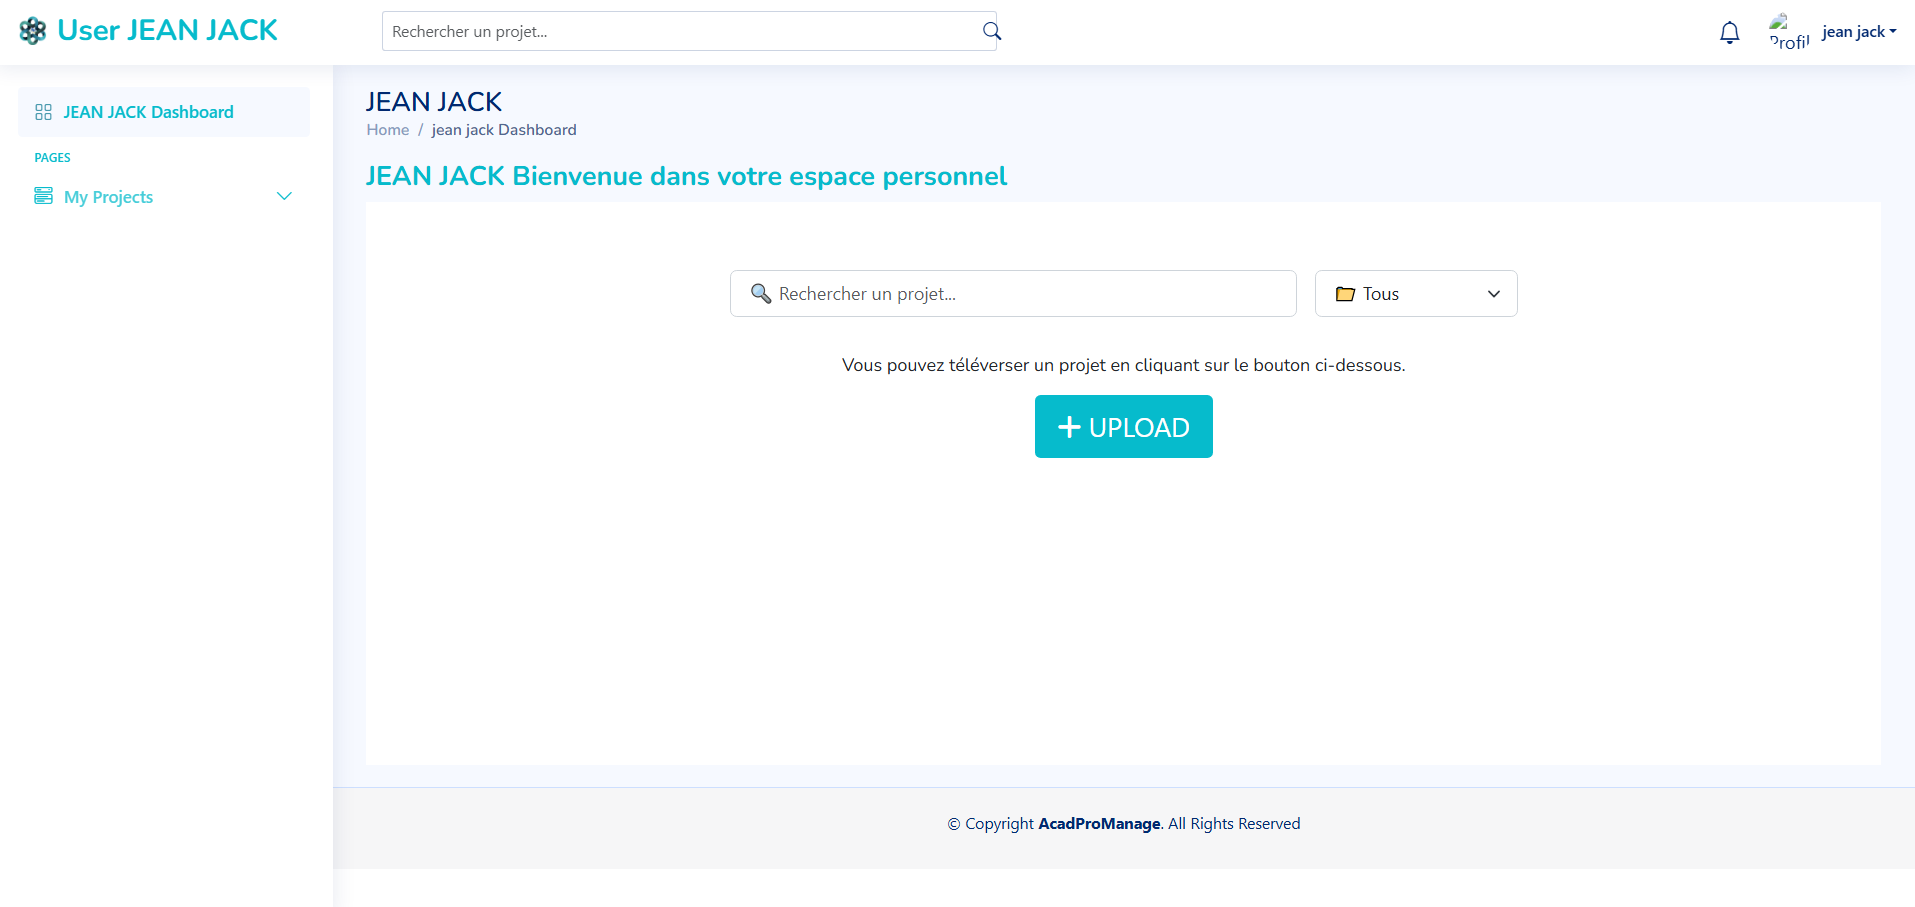 User JEAN JACK
Rechercher un projet...
Profil
jean jack
JEAN JACK Dashboard
PAGES
My Projects
JEAN JACK
Home / jean jack Dashboard
JEAN JACK Bienvenue dans votre espace personnel
🔍 Rechercher un projet...
📁 Tous
Vous pouvez téléverser un projet en cliquant sur le bouton ci-dessous.
+ UPLOAD
© Copyright AcadProManage. All Rights Reserved